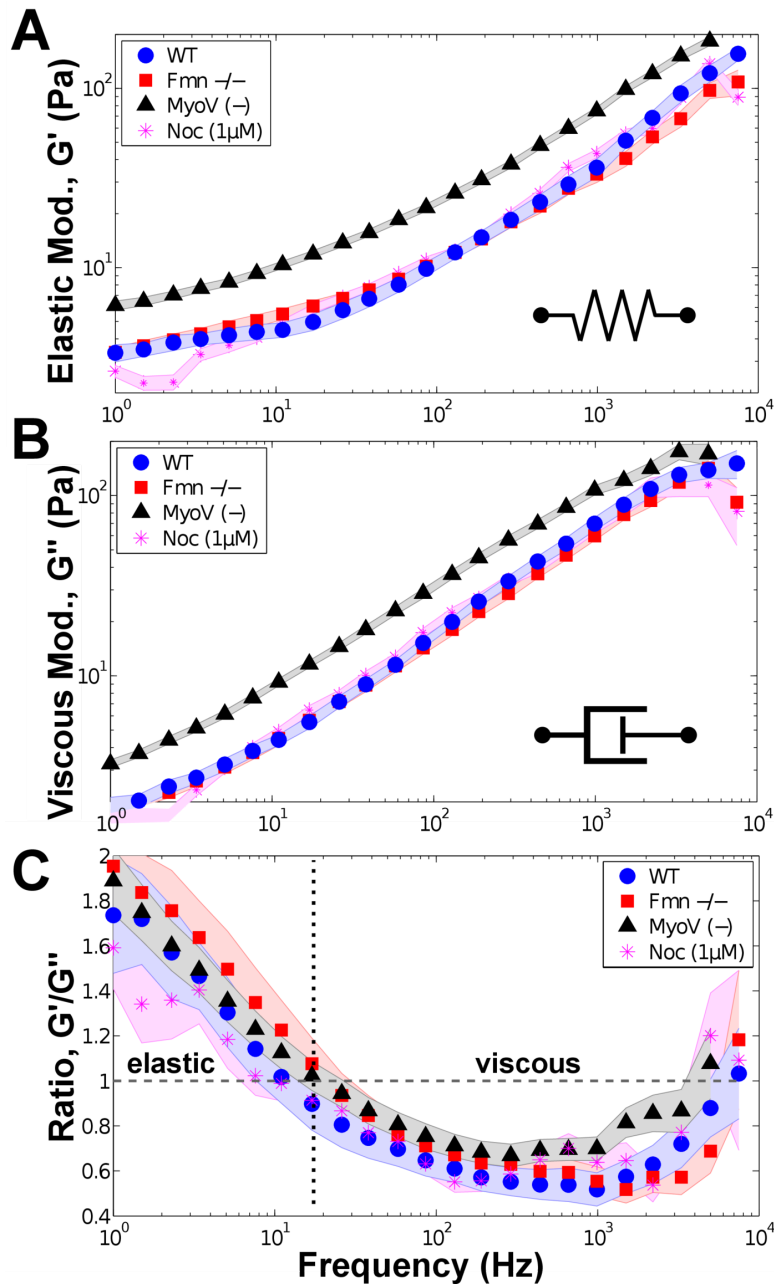 A
Elastic Mod., G' (Pa)
WT
Fmn −/−
MyoV (−)
Noc (1μM)
10²
10¹
10⁰ 10¹ 10² 10³ 10⁴
B
Viscous Mod., G'' (Pa)
WT
Fmn −/−
MyoV (−)
Noc (1μM)
10²
10¹
10⁰ 10¹ 10² 10³ 10⁴
C
Ratio, G'/G''
WT
Fmn −/−
MyoV (−)
Noc (1μM)
2
1.8
1.6
1.4
1.2
1
0.8
0.6
0.4
elastic viscous
10⁰ 10¹ 10² 10³ 10⁴
Frequency (Hz)